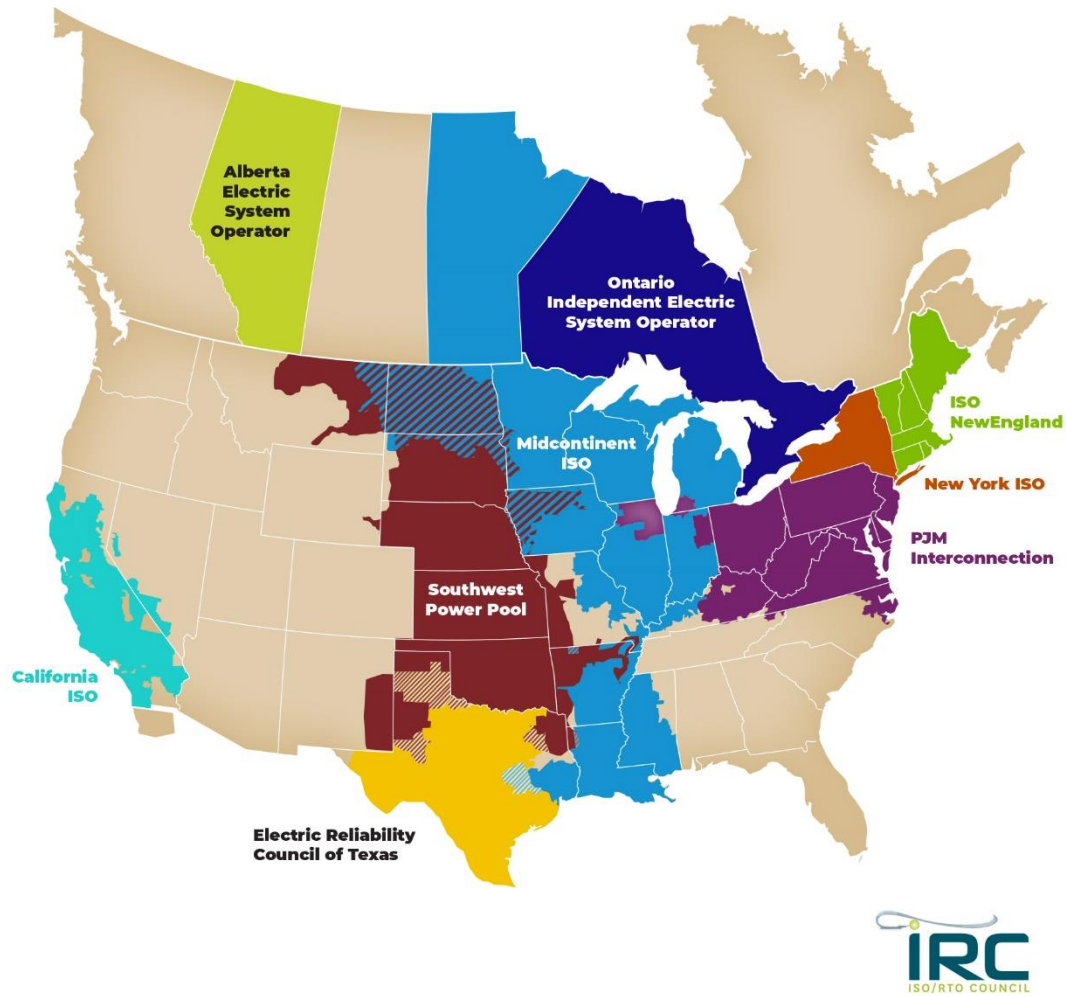 Alberta
Electric
System
Operator
Ontario
Independent Electric
System Operator
ISO
NewEngland
Midcontinent
ISO
New York ISO
PJM
Interconnection
Southwest
Power Pool
California
ISO
Electric Reliability
Council of Texas
iRC
ISO/RTO COUNCIL